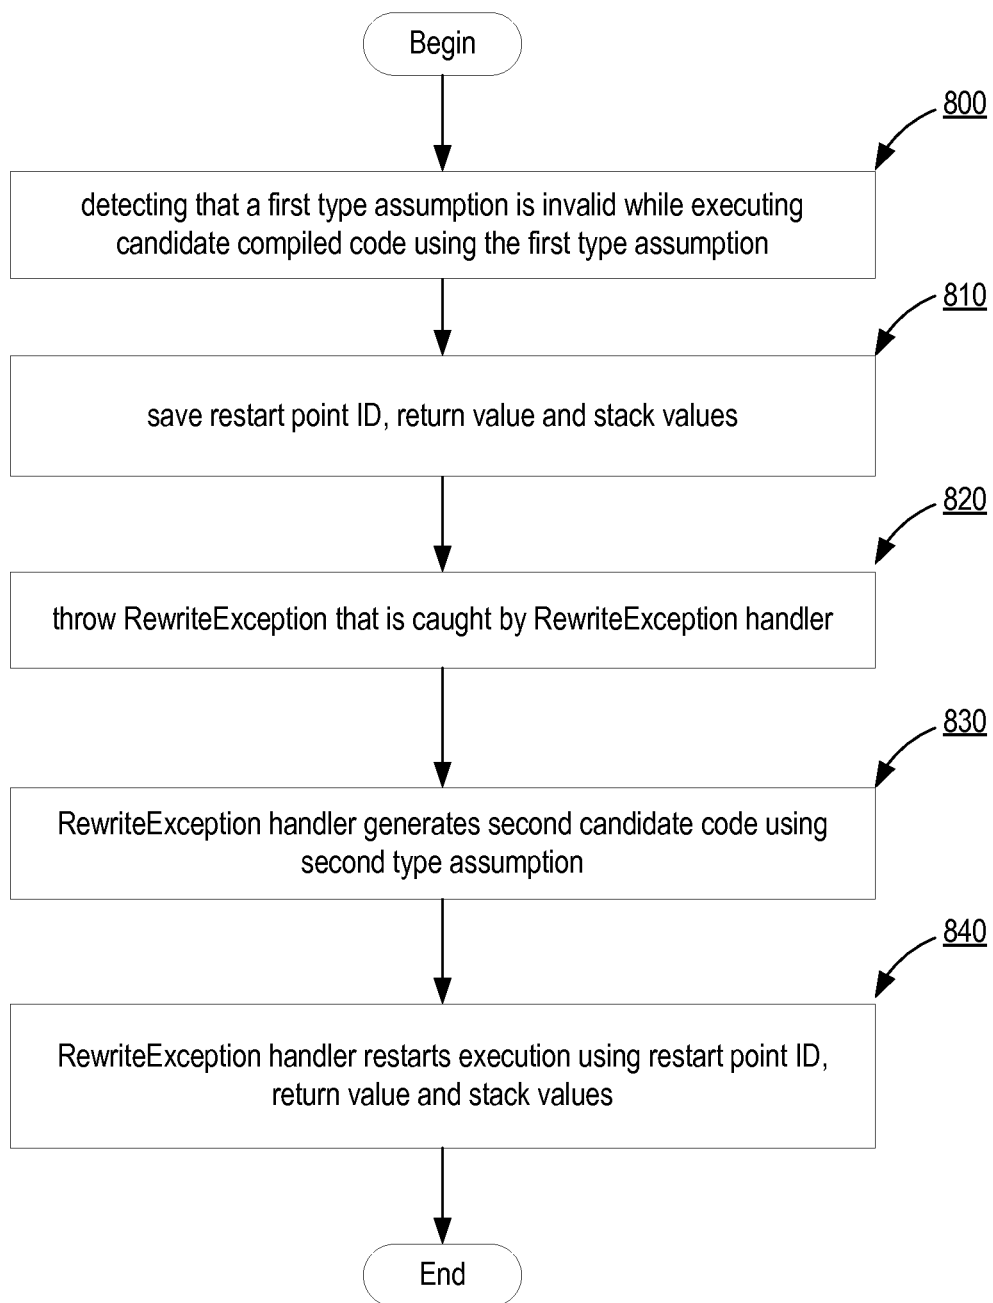 Begin
800
detecting that a first type assumption is invalid while executing
candidate compiled code using the first type assumption
810
save restart point ID, return value and stack values
820
throw RewriteException that is caught by RewriteException handler
830
RewriteException handler generates second candidate code using
second type assumption
840
RewriteException handler restarts execution using restart point ID,
return value and stack values
End